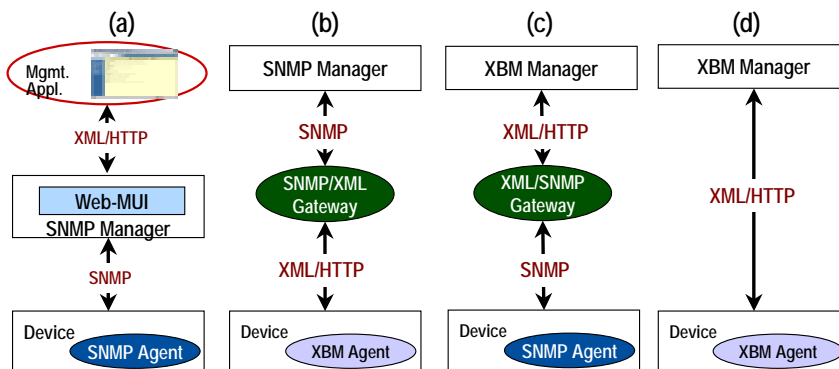 (a)
Mgmt.
Appl.
XML/HTTP
Web-MUI
SNMP Manager
SNMP
Device
SNMP Agent
(b)
SNMP Manager
SNMP
SNMP/XML
Gateway
XML/HTTP
Device
XBM Agent
(c)
XBM Manager
XML/HTTP
XML/SNMP
Gateway
SNMP
Device
SNMP Agent
(d)
XBM Manager
XML/HTTP
Device
XBM Agent